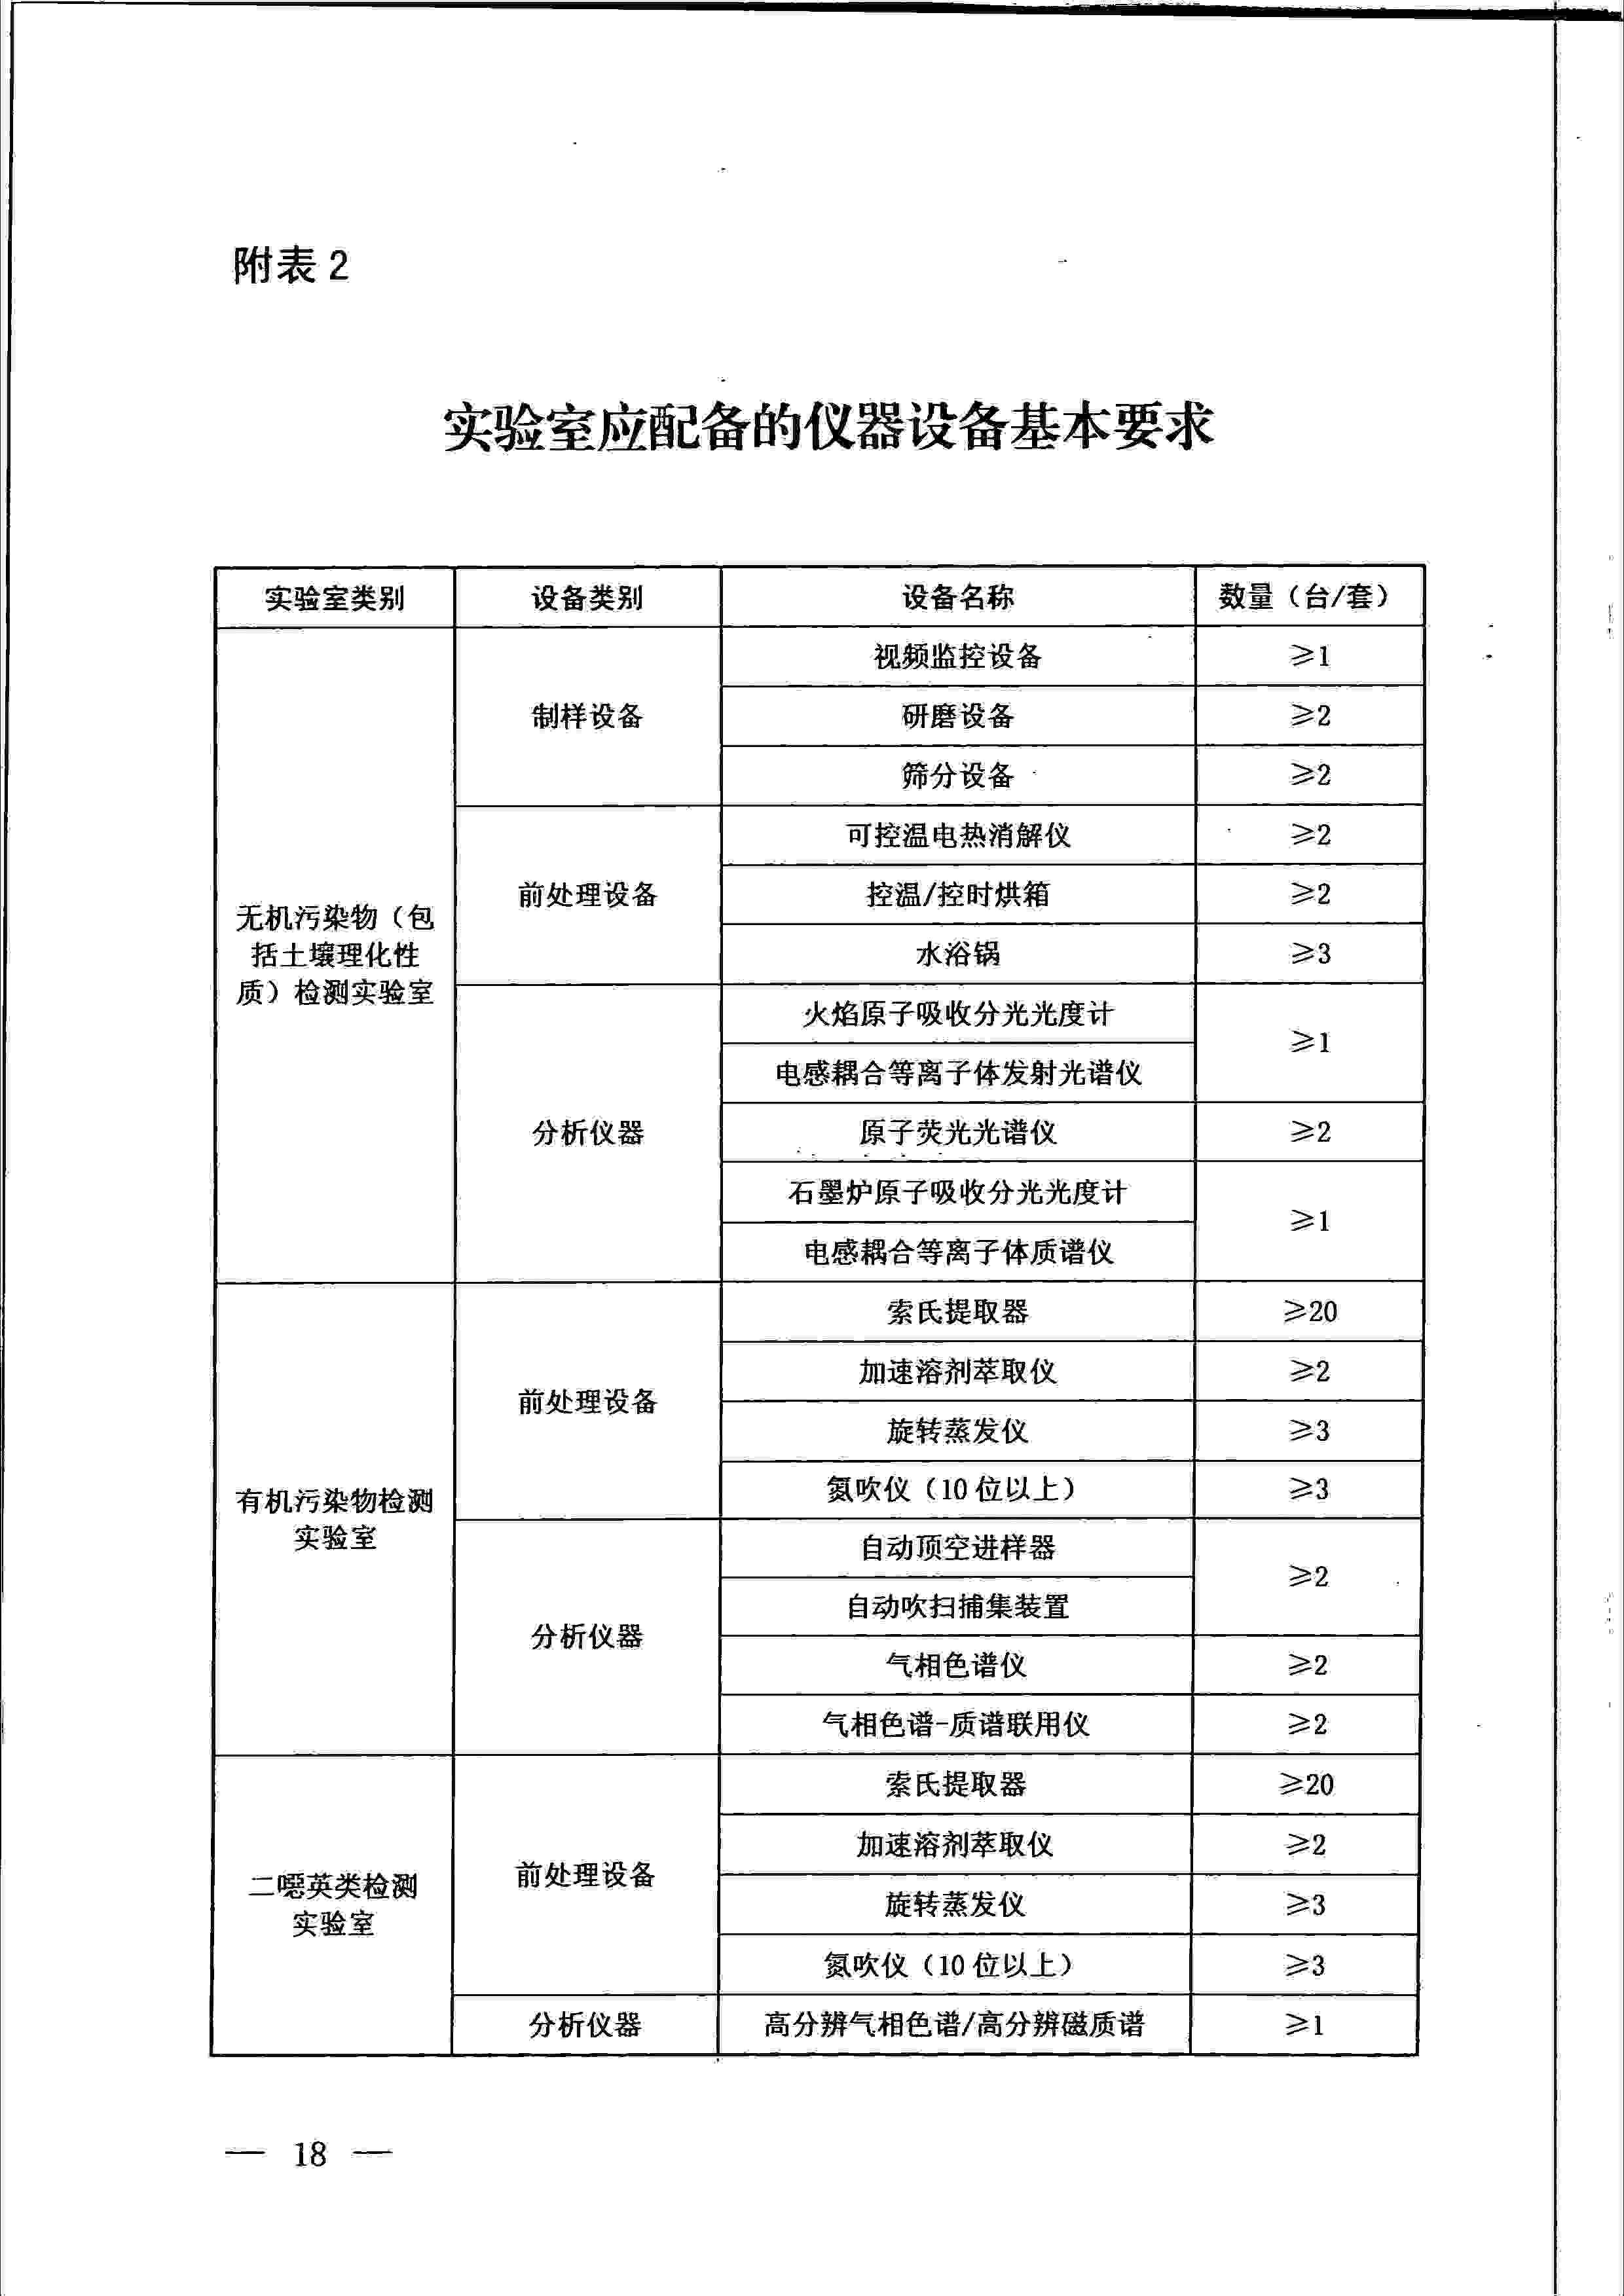 附表 2
实验室应配备的仪器设备基本要求
实验室类别 设备类别 设备名称 数量（台/套）
无机污染物（包
括土壤理化性
质）检测实验室
制样设备
视频监控设备 ≥1
研磨设备 ≥2
筛分设备 ≥2
前处理设备
可控温电热消解仪 ≥2
控温/控时烘箱 ≥2
水浴锅 ≥3
分析仪器
火焰原子吸收分光光度计
电感耦合等离子体发射光谱仪
≥1
原子荧光光谱仪 ≥2
石墨炉原子吸收分光光度计
电感耦合等离子体质谱仪
≥1
有机污染物检测
实验室
前处理设备
索氏提取器 ≥20
加速溶剂萃取仪 ≥2
旋转蒸发仪 ≥3
氮吹仪（10 位以上） ≥3
分析仪器
自动顶空进样器
自动吹扫捕集装置
≥2
气相色谱仪 ≥2
气相色谱-质谱联用仪 ≥2
二噁英类检测
实验室
前处理设备
索氏提取器 ≥20
加速溶剂萃取仪 ≥2
旋转蒸发仪 ≥3
氮吹仪（10 位以上） ≥3
分析仪器 高分辨气相色谱/高分辨磁质谱 ≥1
— 18 —